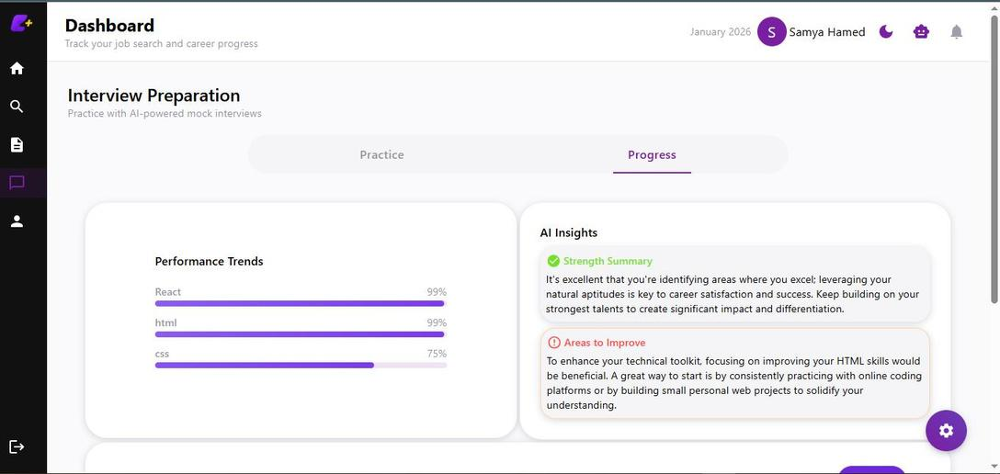 Dashboard
Track your job search and career progress
January 2026
S
Samya Hamed
Interview Preparation
Practice with AI-powered mock interviews
Practice
Progress
Performance Trends
React 99%
html 99%
css 75%
AI Insights
Strength Summary
It's excellent that you're identifying areas where you excel; leveraging your
natural aptitudes is key to career satisfaction and success. Keep building on your
strongest talents to create significant impact and differentiation.
Areas to Improve
To enhance your technical toolkit, focusing on improving your HTML skills would
be beneficial. A great way to start is by consistently practicing with online coding
platforms or by building small personal web projects to solidify your
understanding.